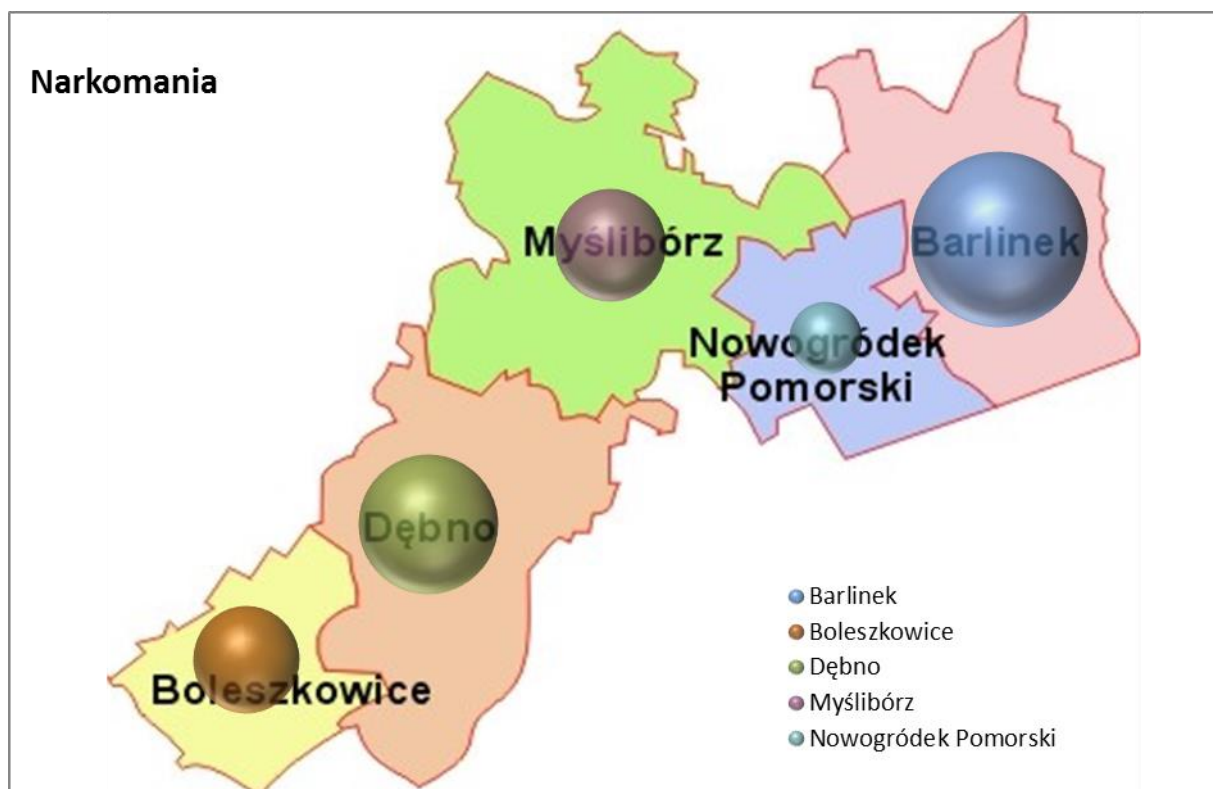 Narkomania
Myślibórz
Barlinek
Nowogródek
Pomorski
Dębno
Boleszkowice
Barlinek
Boleszkowice
Dębno
Myślibórz
Nowogródek Pomorski